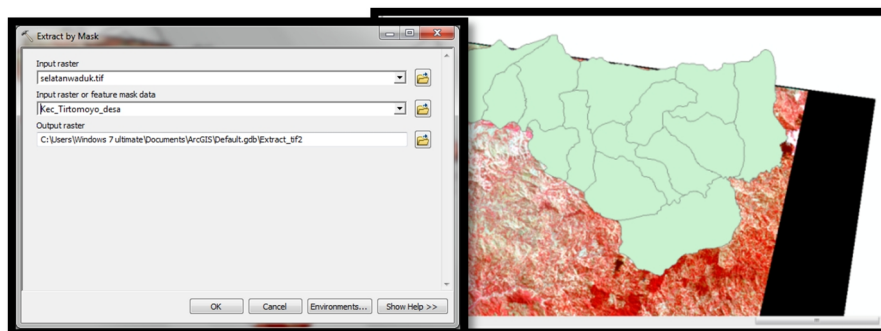 Extract by Mask
Input raster
selatanwaduk.tif
Input raster or feature mask data
Kec_Tirtomoyo_desa
Output raster
C:\Users\Windows 7 ultimate\Documents\ArcGIS\Default.gdb\Extract_tif2
OK
Cancel
Environments...
Show Help >>